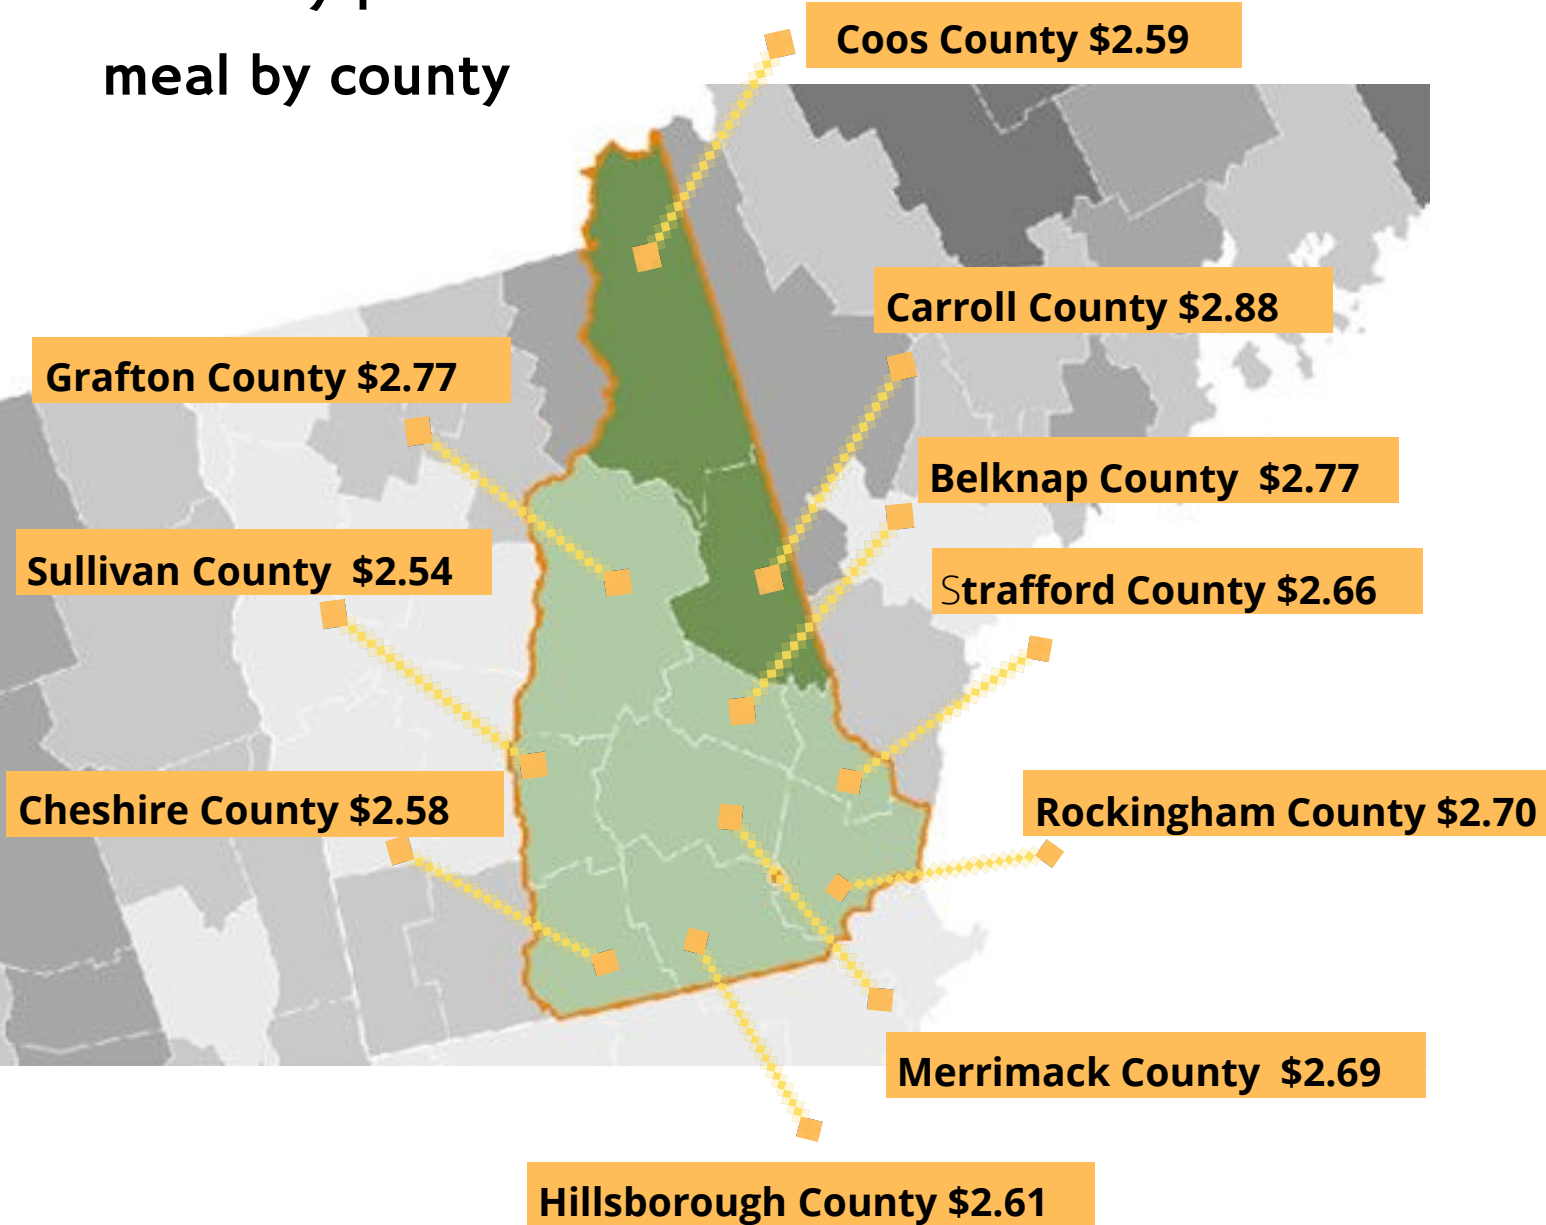 meal by county
Coos County $2.59
Carroll County $2.88
Grafton County $2.77
Belknap County  $2.77
Sullivan County  $2.54
Strafford County $2.66
Cheshire County $2.58
Rockingham County $2.70
Merrimack County  $2.69
Hillsborough County $2.61